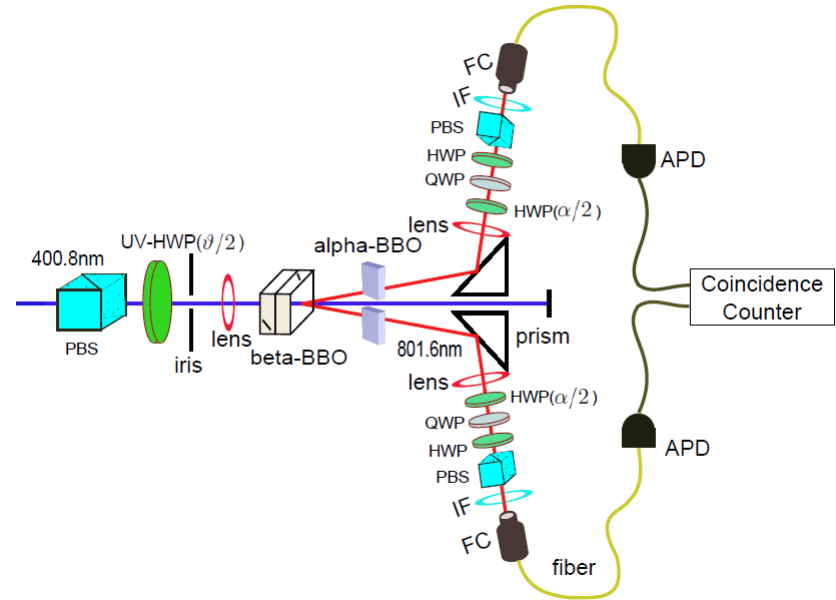 FC
IF
PBS
HWP
QWP
HWP(α/2)
lens
APD
400.8nm
UV-HWP(ϑ/2)
alpha-BBO
PBS
iris
lens
beta-BBO
801.6nm
prism
Coincidence
Counter
lens
HWP(α/2)
QWP
HWP
PBS
IF
FC
APD
fiber